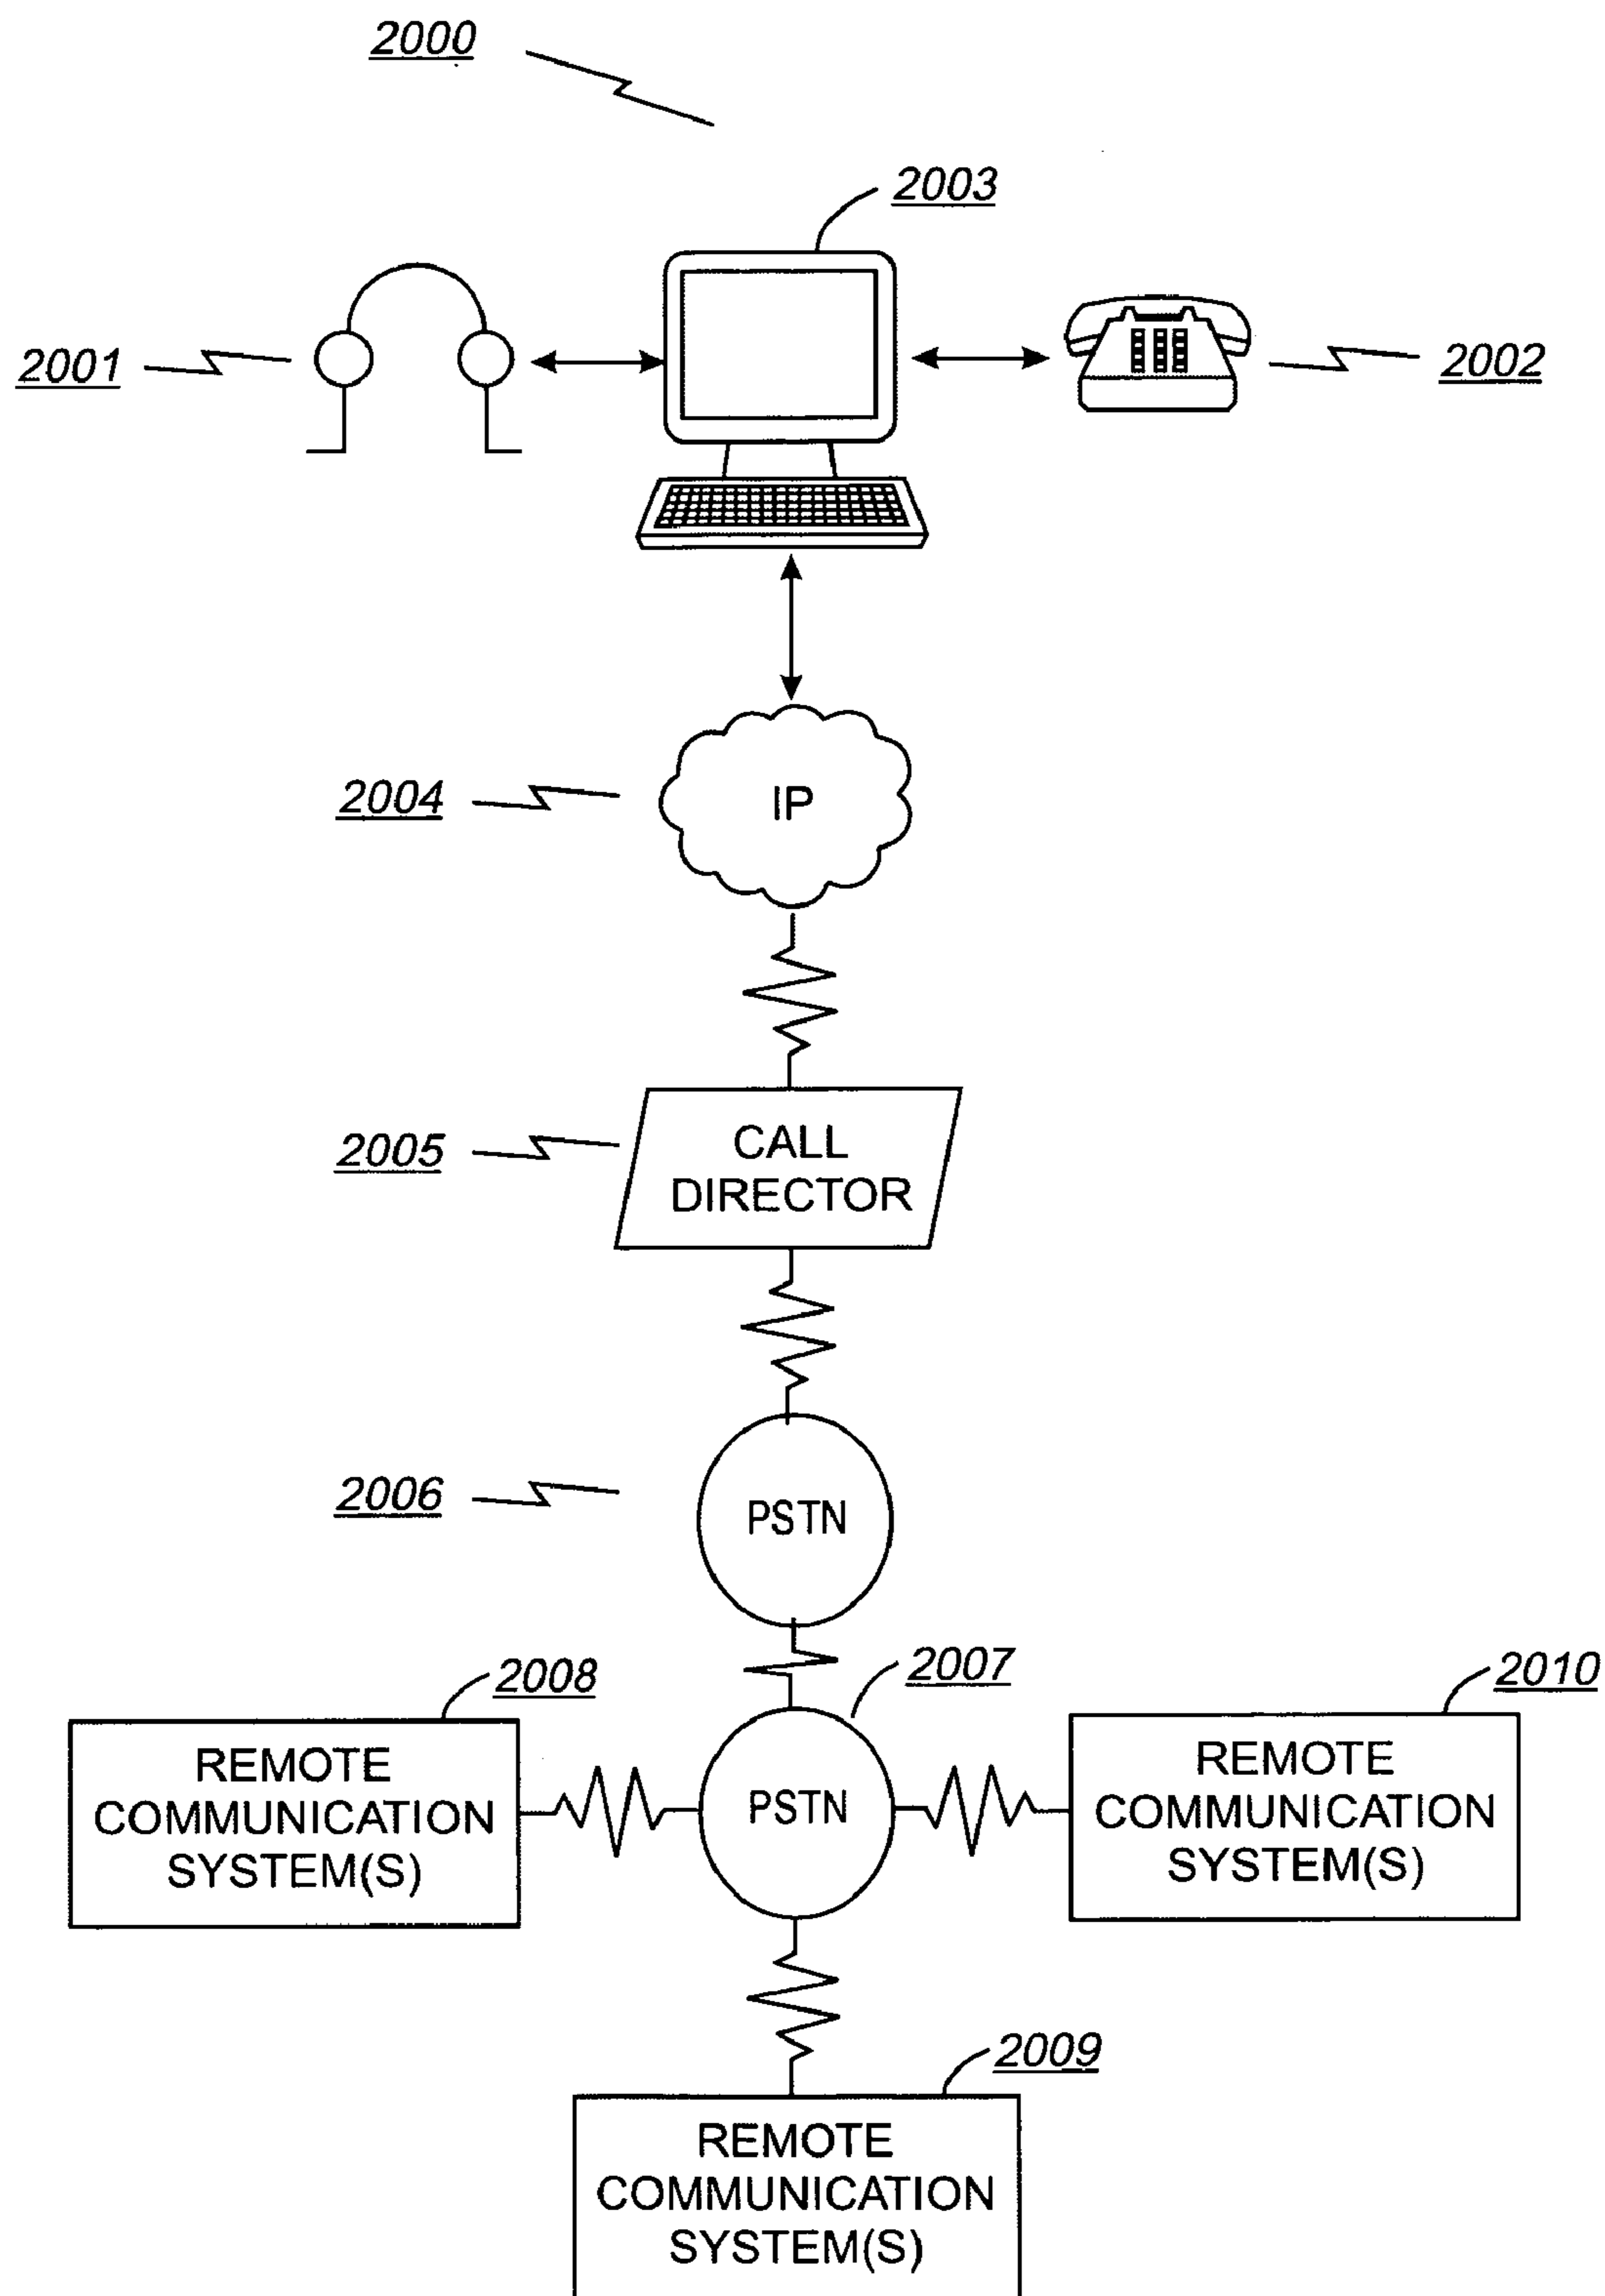 2000
2003
2001
2002
2004
IP
2005
CALL
DIRECTOR
2006
PSTN
2007
2008
2010
REMOTE
COMMUNICATION
SYSTEM(S)
PSTN
REMOTE
COMMUNICATION
SYSTEM(S)
2009
REMOTE
COMMUNICATION
SYSTEM(S)